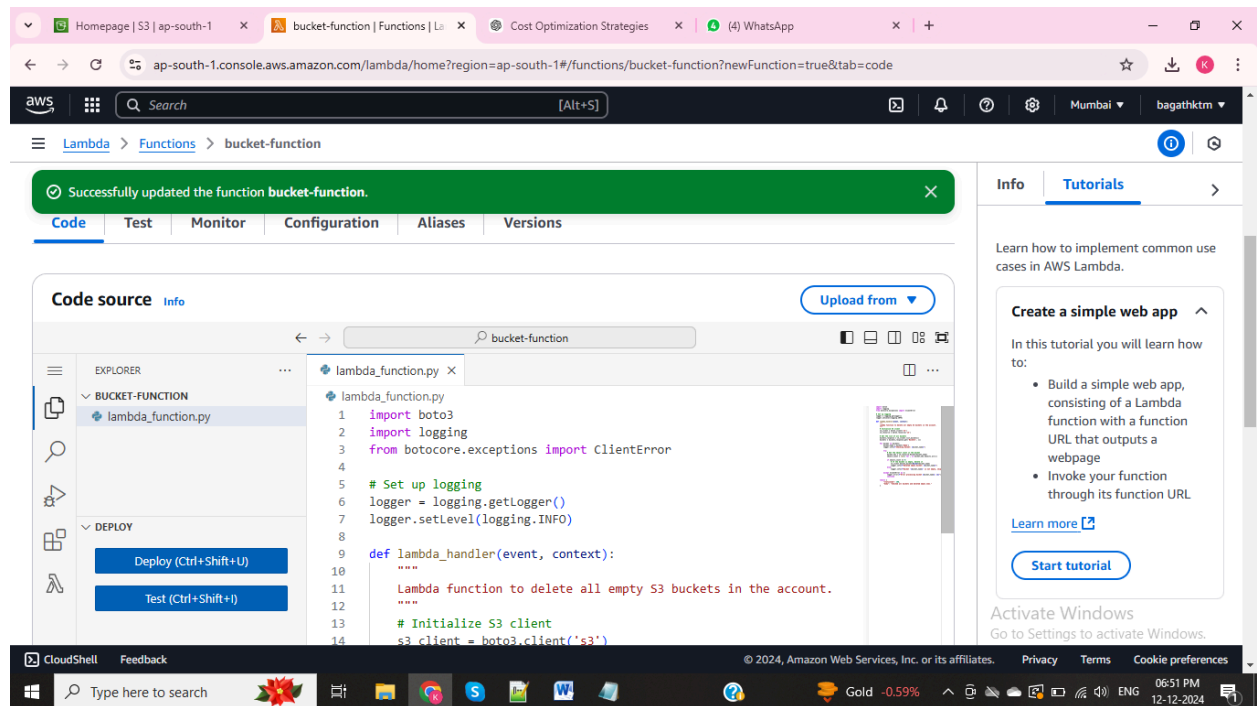 Homepage | S3 | ap-south-1
bucket-function | Functions | La
Cost Optimization Strategies
(4) WhatsApp
ap-south-1.console.aws.amazon.com/lambda/home?region=ap-south-1#/functions/bucket-function?newFunction=true&tab=code
K
aws
Search
[Alt+S]
Mumbai ▼
bagathktm ▼
Lambda > Functions > bucket-function
Successfully updated the function bucket-function.
Code Test Monitor Configuration Aliases Versions
Info Tutorials
Learn how to implement common use
cases in AWS Lambda.
Create a simple web app
In this tutorial you will learn how
to:
• Build a simple web app,
consisting of a Lambda
function with a function
URL that outputs a
webpage
• Invoke your function
through its function URL
Learn more
Start tutorial
Code source Info
Upload from ▼
bucket-function
EXPLORER
BUCKET-FUNCTION
lambda_function.py
DEPLOY
Deploy (Ctrl+Shift+U)
Test (Ctrl+Shift+I)
lambda_function.py
lambda_function.py
1 import boto3
2 import logging
3 from botocore.exceptions import ClientError
4
5 # Set up logging
6 logger = logging.getLogger()
7 logger.setLevel(logging.INFO)
8
9 def lambda_handler(event, context):
10 """
11 Lambda function to delete all empty S3 buckets in the account.
12 """
13 # Initialize S3 client
14 s3_client = boto3.client('s3')
Activate Windows
Go to Settings to activate Windows.
CloudShell Feedback
© 2024, Amazon Web Services, Inc. or its affiliates. Privacy Terms Cookie preferences
Type here to search
Gold -0.59%
ENG
06:51 PM
12-12-2024
1